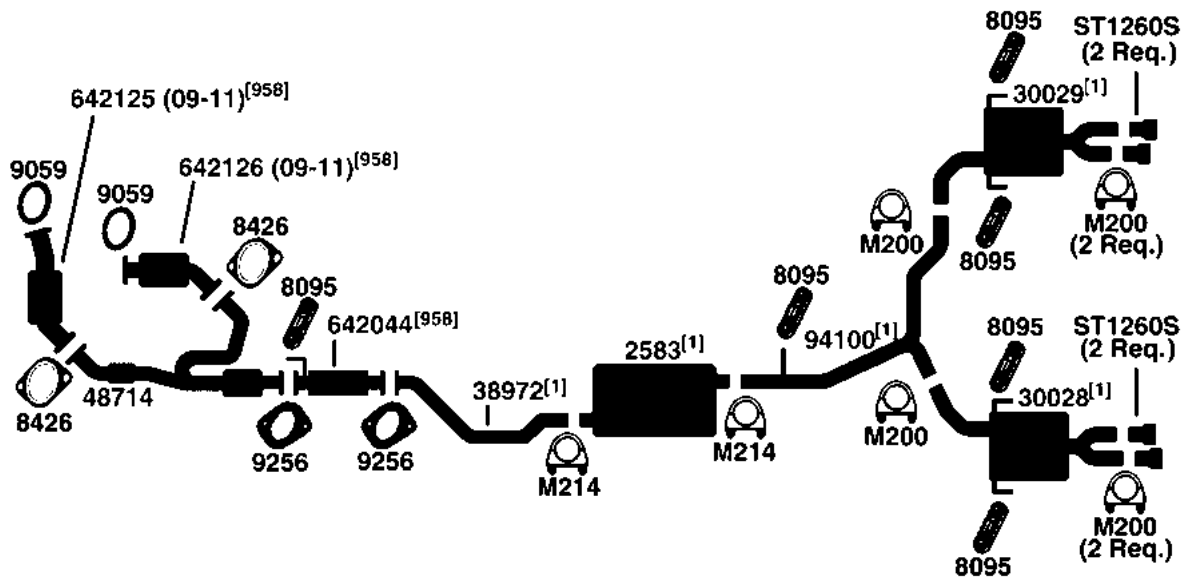 8095
ST1260S
(2 Req.)
30029[1]
642125 (09-11)[958]
642126 (09-11)[958]
9059
9059
8426
M200
M200
(2 Req.)
8095
8095
8095
642044[958]
94100[1]
2583[1]
8095
ST1260S
(2 Req.)
38972[1]
30028[1]
48714
8426
9256
9256
M214
M214
M200
M200
(2 Req.)
8095